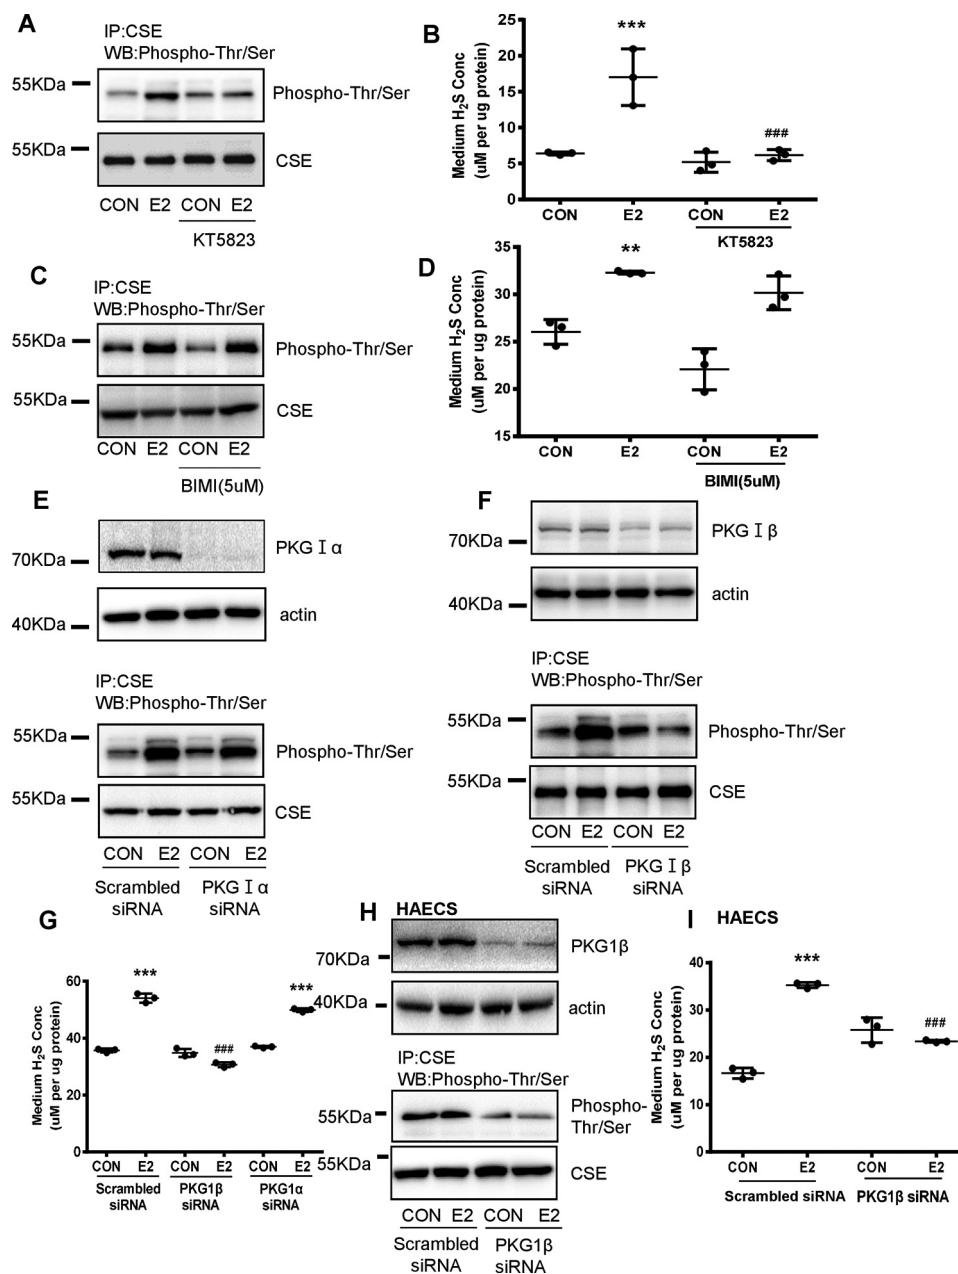 A
IP:CSE
WB:Phospho-Thr/Ser
55KDa
Phospho-Thr/Ser
55KDa
CSE
CON E2 CON E2
KT5823
B
Medium H₂S Conc
(uM per ug protein)
25
20
15
10
5
0
***
###
CON E2 CON E2
KT5823
C
IP:CSE
WB:Phospho-Thr/Ser
55KDa
Phospho-Thr/Ser
55KDa
CSE
CON E2 CON E2
BIMI(5uM)
D
Medium H₂S Conc
(uM per ug protein)
35
30
25
20
15
**
CON E2 CON E2
BIMI(5uM)
E
70KDa
PKG I α
40KDa
actin
IP:CSE
WB:Phospho-Thr/Ser
55KDa
Phospho-Thr/Ser
55KDa
CSE
CON E2 CON E2
Scrambled PKG I α
siRNA siRNA
F
70KDa
PKG I β
40KDa
actin
IP:CSE
WB:Phospho-Thr/Ser
55KDa
Phospho-Thr/Ser
55KDa
CSE
CON E2 CON E2
Scrambled PKG I β
siRNA siRNA
G
Medium H₂S Conc
(uM per ug protein)
60
40
20
0
***
###
***
CON E2 CON E2 CON E2
Scrambled PKG1β PKG1α
siRNA siRNA siRNA
H HAECS
70KDa
PKG1β
40KDa
actin
IP:CSE
WB:Phospho-Thr/Ser
55KDa
Phospho-
Thr/Ser
55KDa
CSE
CON E2 CON E2
Scrambled PKG1β
siRNA siRNA
I HAECS
Medium H₂S Conc
(uM per ug protein)
40
30
20
10
0
***
###
CON E2 CON E2
Scrambled siRNA PKG1β siRNA